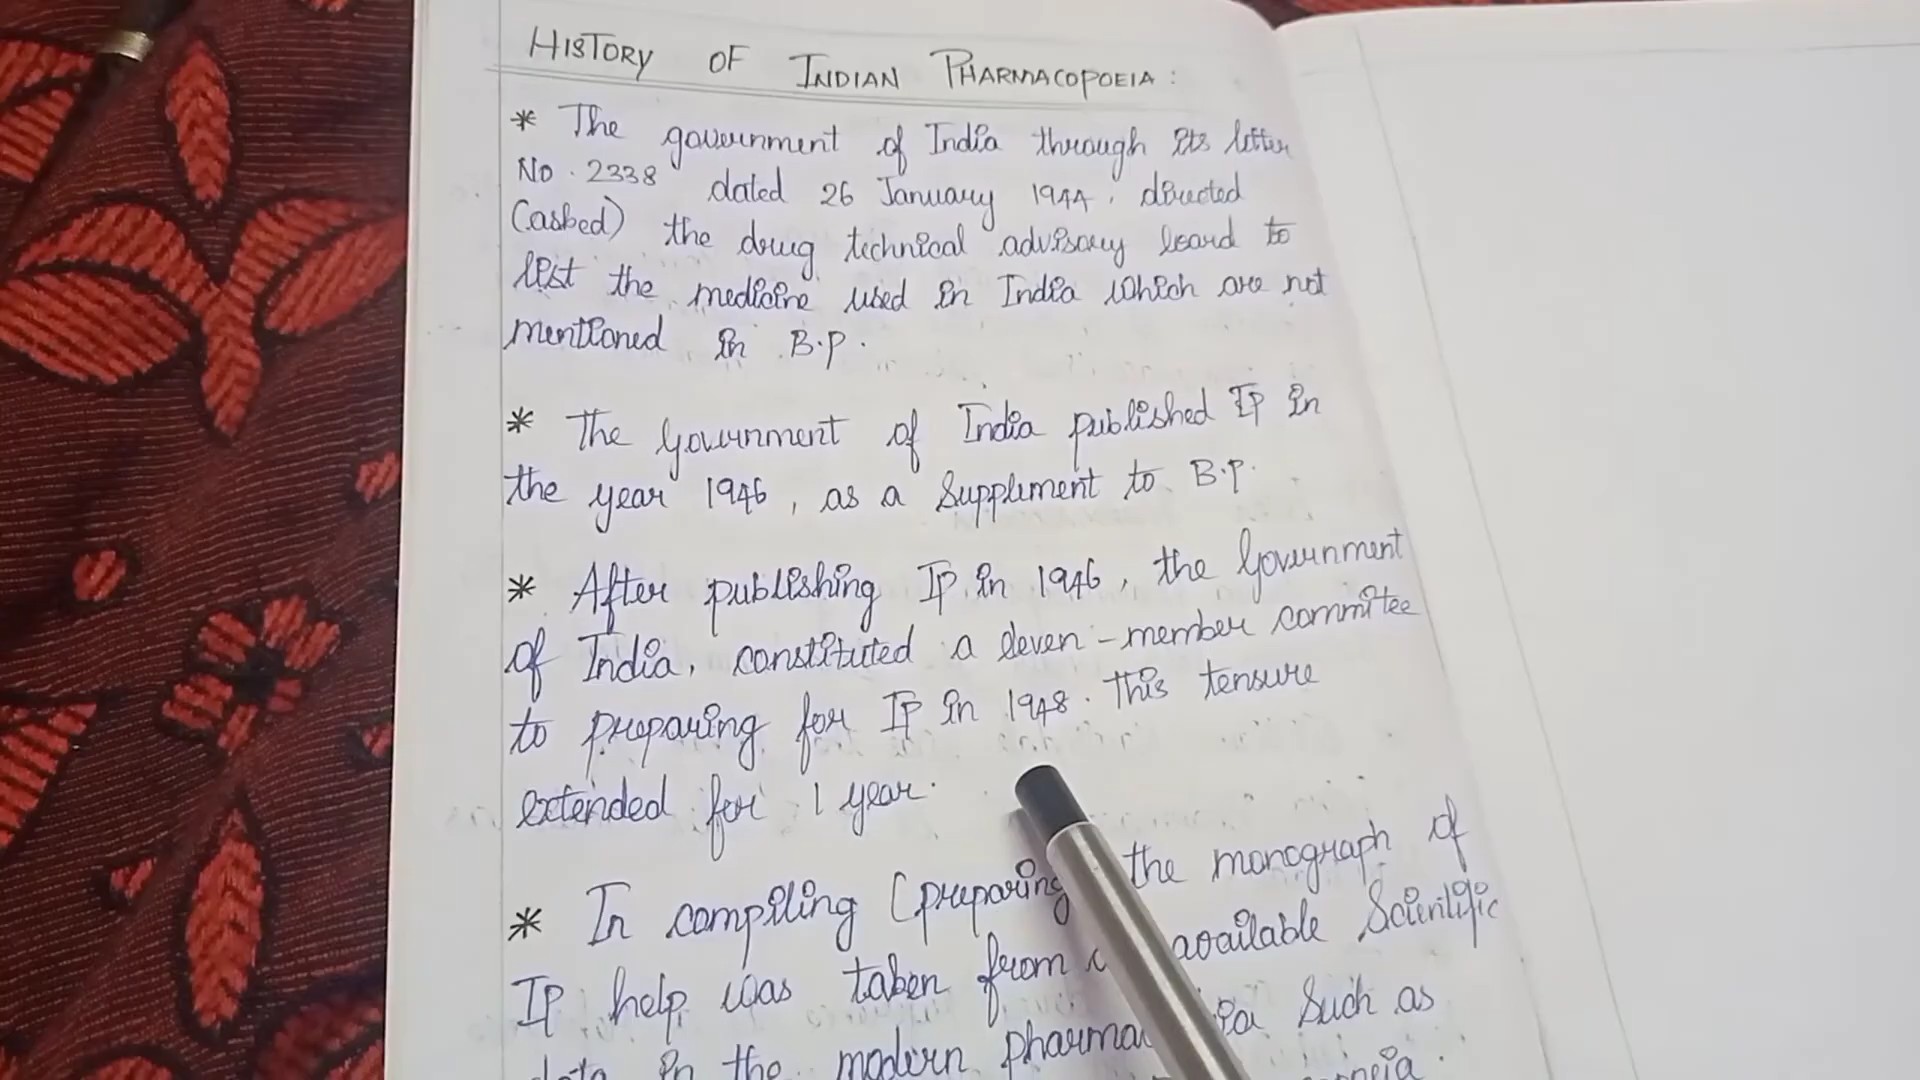 HISTORY OF INDIAN PHARMACOPOEIA :
* The government of India through its letter
No. 2338 dated 26 January 1944, directed
(asked) the drug technical advisory board to
list the medicine used in India which are not
mentioned in B.P.
* The Government of India published IP in
the year 1946, as a Supplement to B.P.
* After publishing IP in 1946, the Government
of India, constituted a eleven-member committee
to preparing for IP in 1948. This tensure
extended for 1 year.
* In compiling (preparing the monograph of
IP help was taken from available Scientific
data in the modern pharma such as